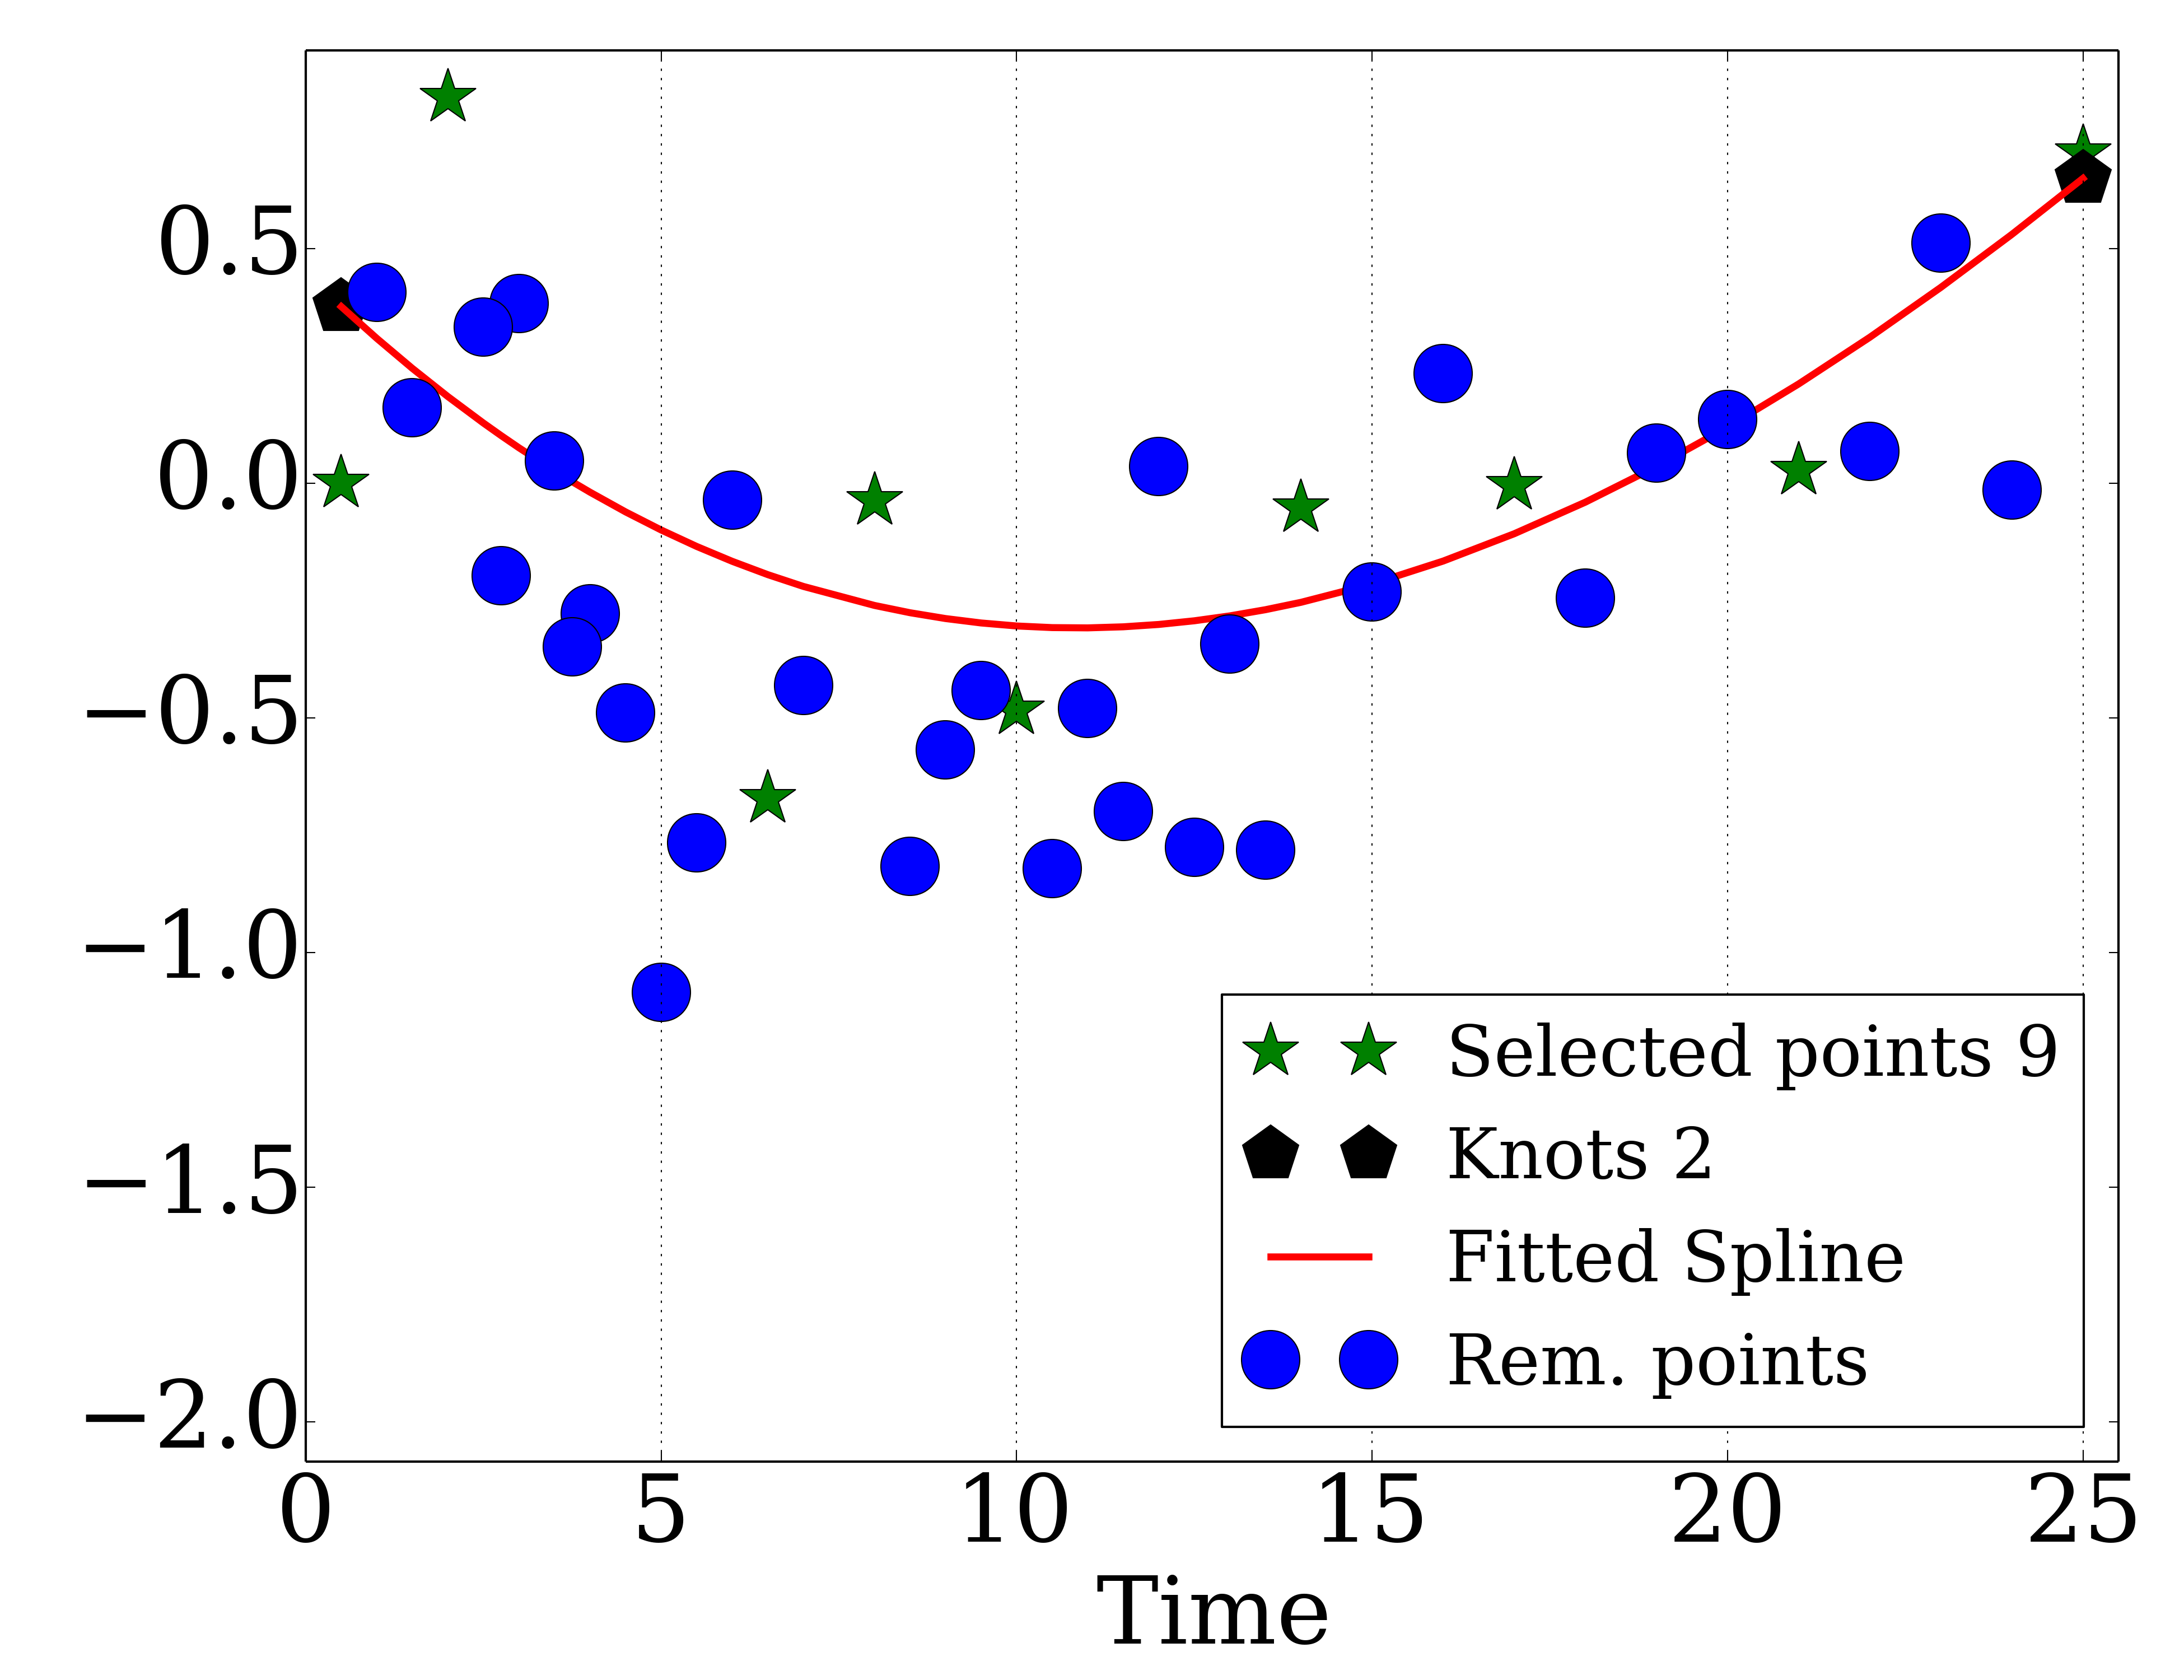 0.5
0.0
−0.5
−1.0
−1.5
−2.0
Selected points 9
Knots 2
Fitted Spline
Rem. points
0 5 10 15 20 25
Time